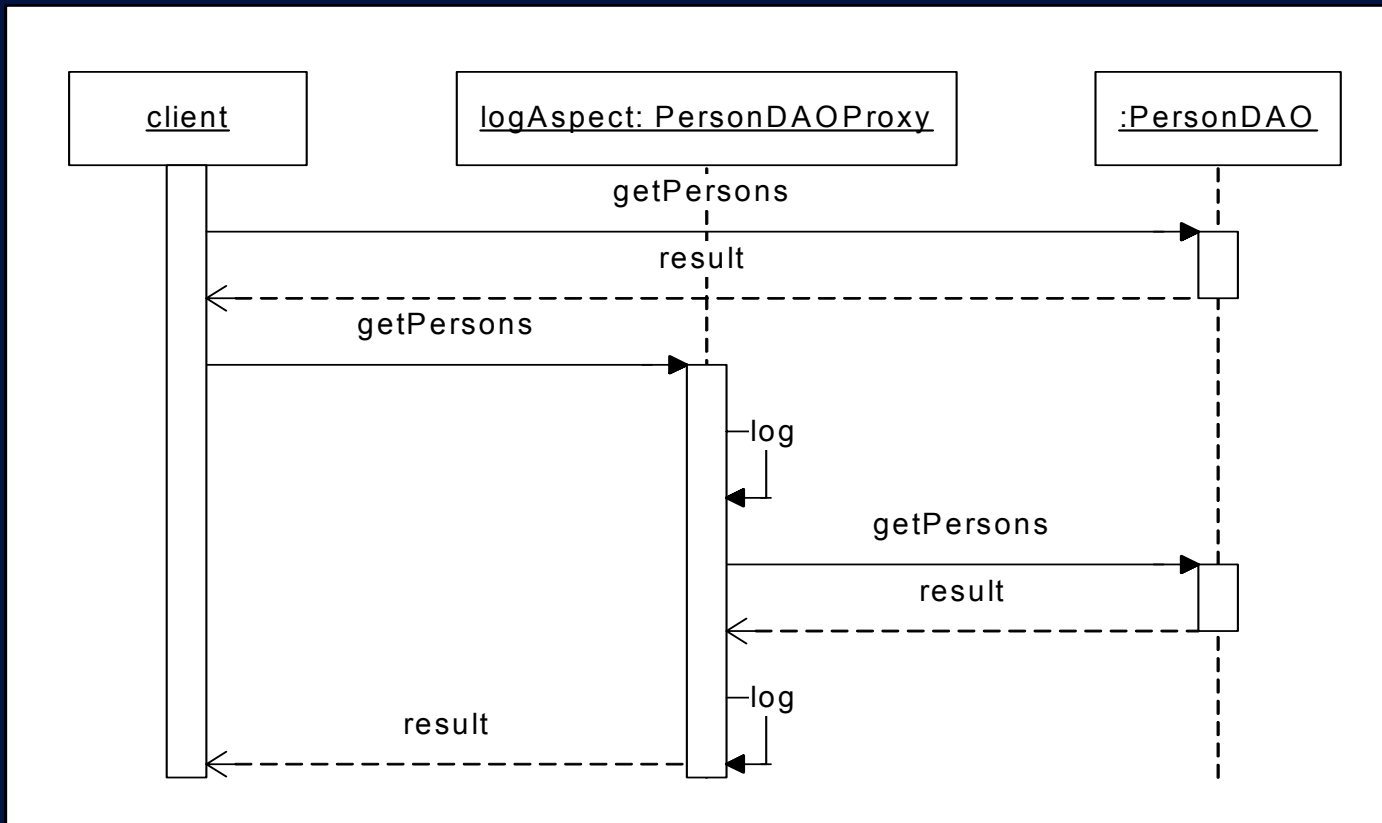 client
logAspect: PersonDAOProxy
:PersonDAO
getPersons
result
getPersons
log
getPersons
result
log
result